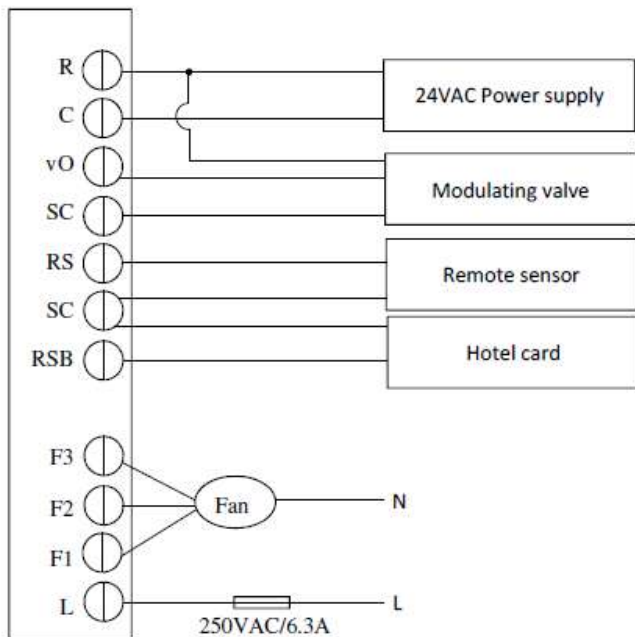 R
24VAC Power supply
C
vO
Modulating valve
SC
RS
Remote sensor
SC
Hotel card
RSB
F3
F2
Fan
N
F1
L
L
250VAC/6.3A